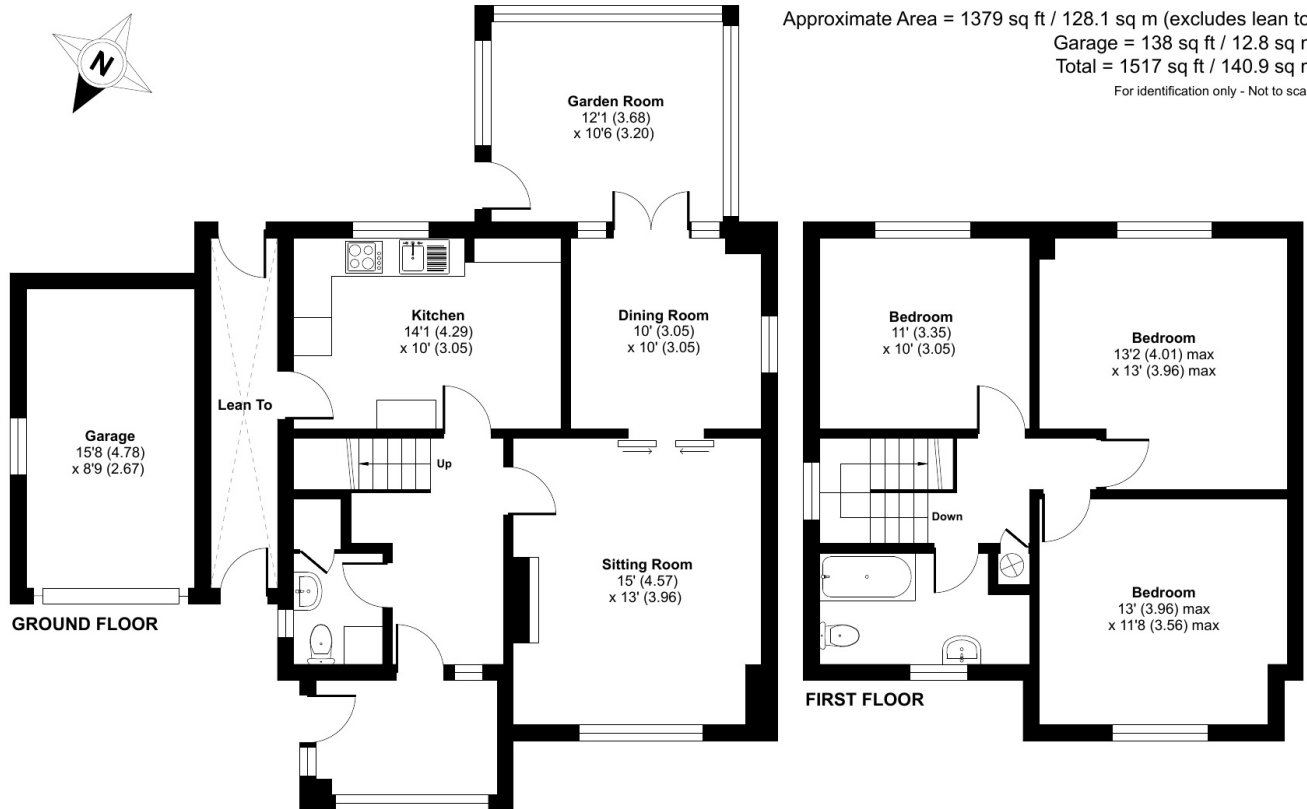 N
Approximate Area = 1379 sq ft / 128.1 sq m (excludes lean to
Garage = 138 sq ft / 12.8 sq m
Total = 1517 sq ft / 140.9 sq m
For identification only - Not to sca
Garden Room
12'1 (3.68)
x 10'6 (3.20)
Kitchen
14'1 (4.29)
x 10' (3.05)
Dining Room
10' (3.05)
x 10' (3.05)
Lean To
Garage
15'8 (4.78)
x 8'9 (2.67)
Up
Sitting Room
15' (4.57)
x 13' (3.96)
GROUND FLOOR
Bedroom
11' (3.35)
x 10' (3.05)
Bedroom
13'2 (4.01) max
x 13' (3.96) max
Down
Bedroom
13' (3.96) max
x 11'8 (3.56) max
FIRST FLOOR